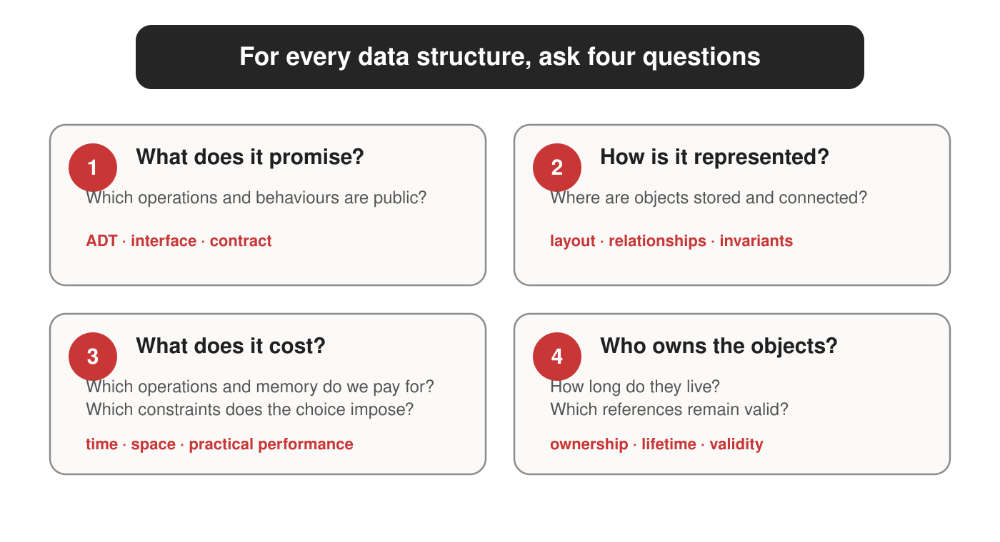 For every data structure, ask four questions
1
What does it promise?
Which operations and behaviours are public?
ADT · interface · contract
2
How is it represented?
Where are objects stored and connected?
layout · relationships · invariants
3
What does it cost?
Which operations and memory do we pay for?
Which constraints does the choice impose?
time · space · practical performance
4
Who owns the objects?
How long do they live?
Which references remain valid?
ownership · lifetime · validity